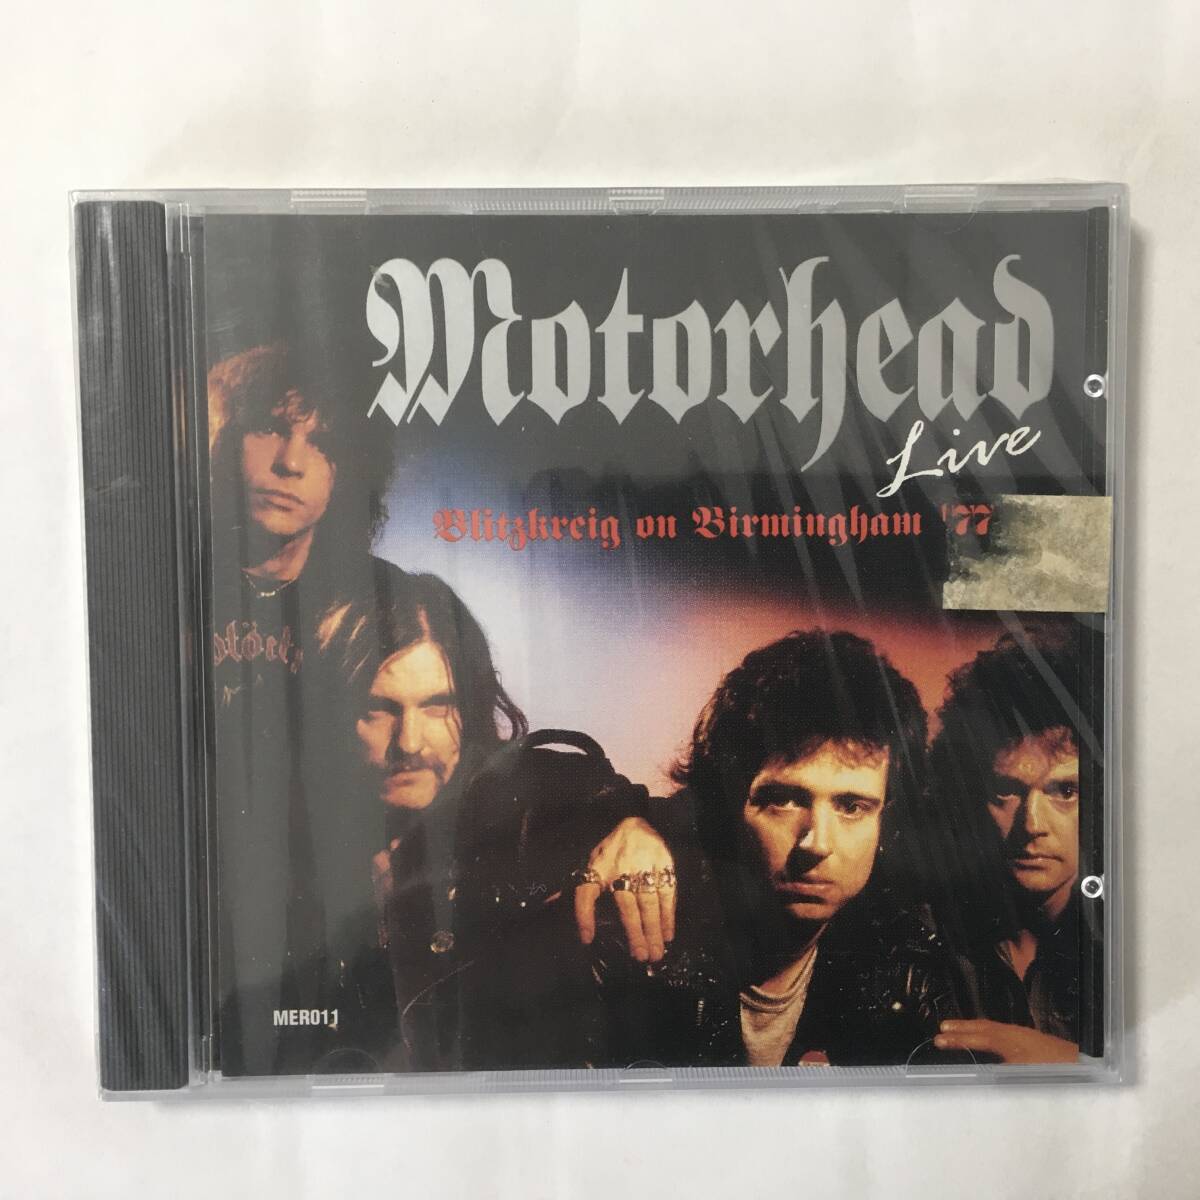 Motorhead
Live
Blitzkreig on Birmingham '77
MER011